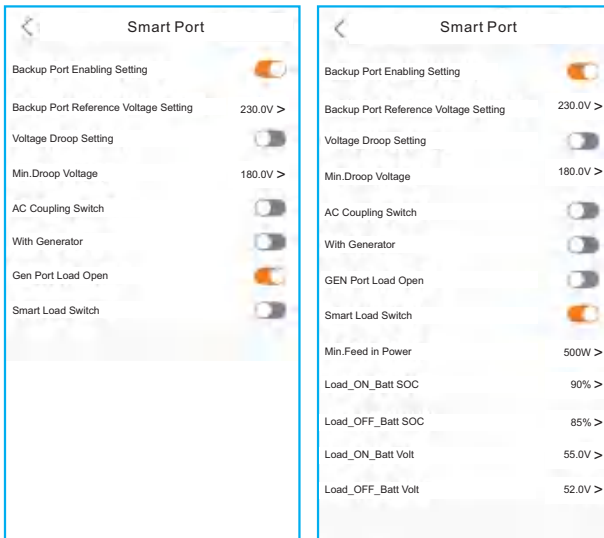 Smart Port
Backup Port Enabling Setting
Backup Port Reference Voltage Setting 230.0V >
Voltage Droop Setting
Min.Droop Voltage 180.0V >
AC Coupling Switch
With Generator
Gen Port Load Open
Smart Load Switch
Smart Port
Backup Port Enabling Setting
Backup Port Reference Voltage Setting 230.0V >
Voltage Droop Setting
Min.Droop Voltage 180.0V >
AC Coupling Switch
With Generator
GEN Port Load Open
Smart Load Switch
Min.Feed in Power 500W >
Load_ON_Batt SOC 90% >
Load_OFF_Batt SOC 85% >
Load_ON_Batt Volt 55.0V >
Load_OFF_Batt Volt 52.0V >